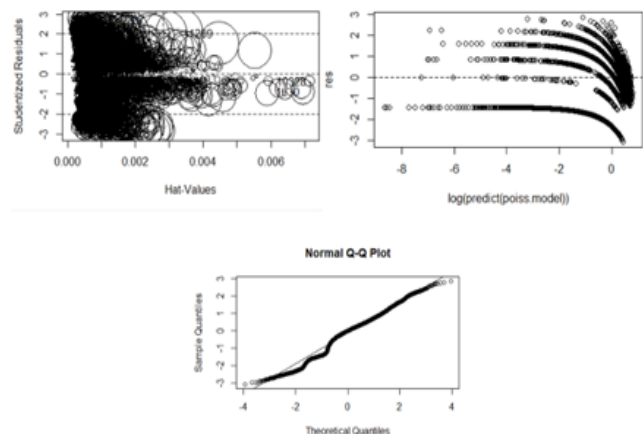 Studentized Residuals
-3 -2 -1 0 1 2 3
0.000 0.002 0.004 0.006
Hat-Values
res
-3 -2 -1 0 1 2 3
-8 -6 -4 -2 0
log(predict(poiss.model))
Normal Q-Q Plot
Sample Quantiles
-3 -2 -1 0 1 2 3
-4 -2 0 2 4
Theoretical Quantiles